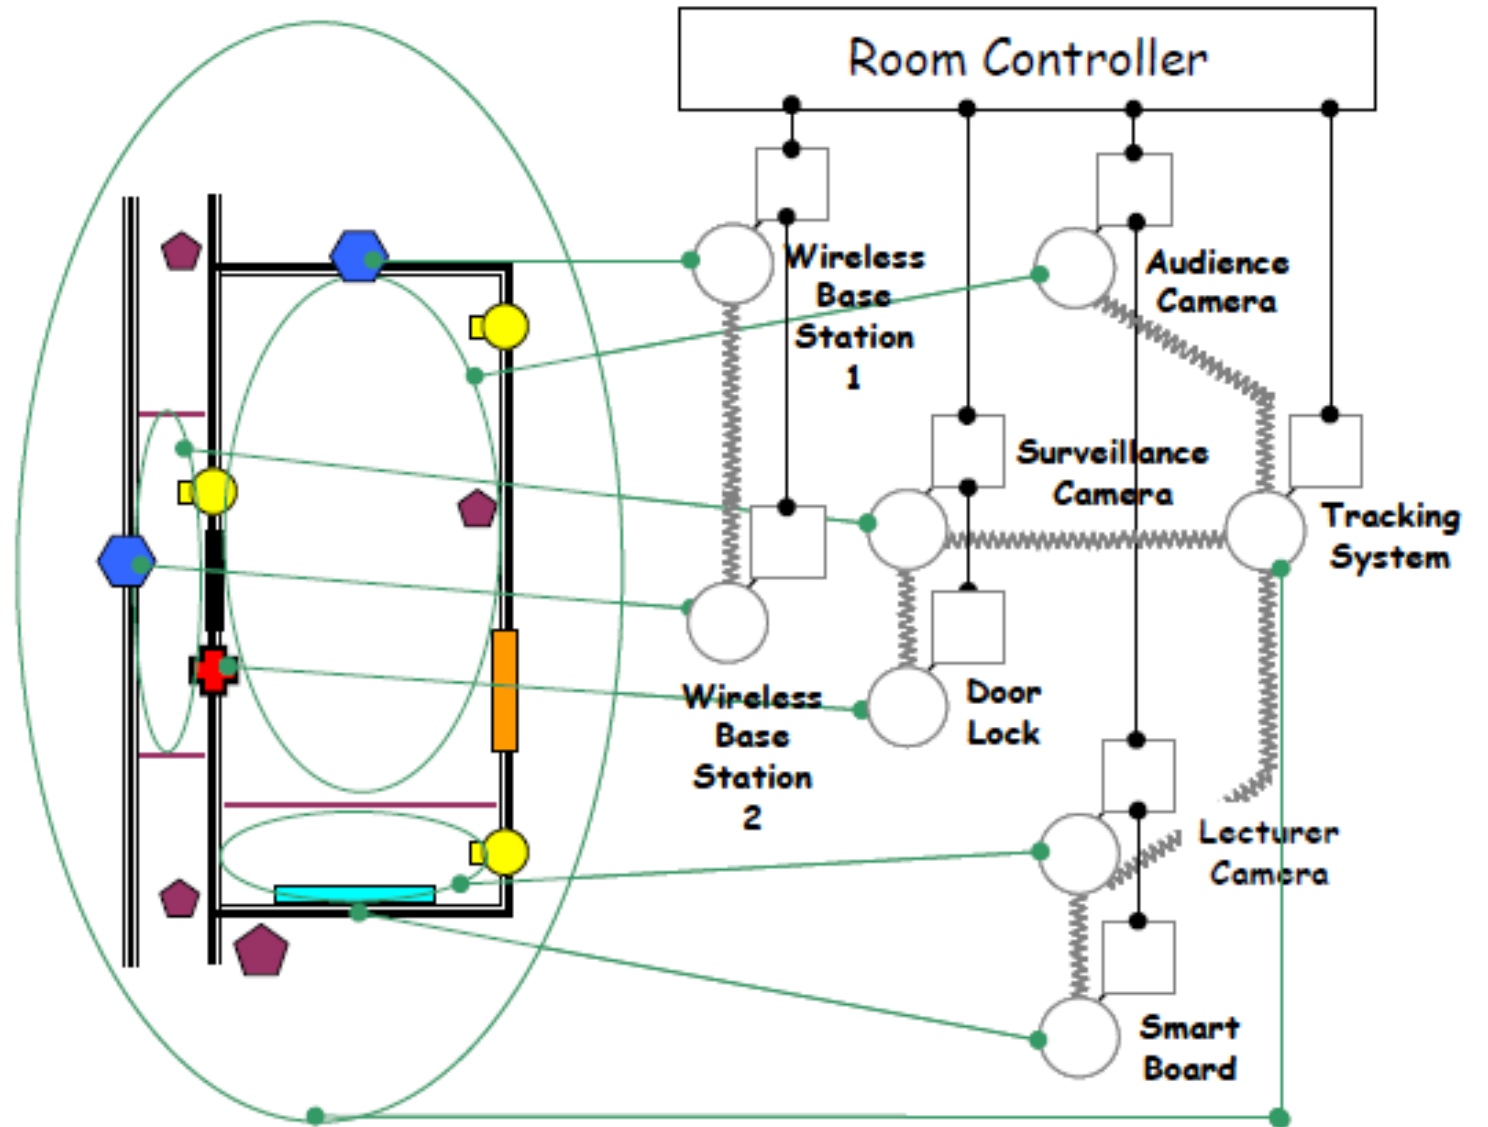 Room Controller
Wireless
Base
Station
1
Audience
Camera
Surveillance
Camera
Tracking
System
Wireless
Base
Station
2
Door
Lock
Lecturer
Camera
Smart
Board